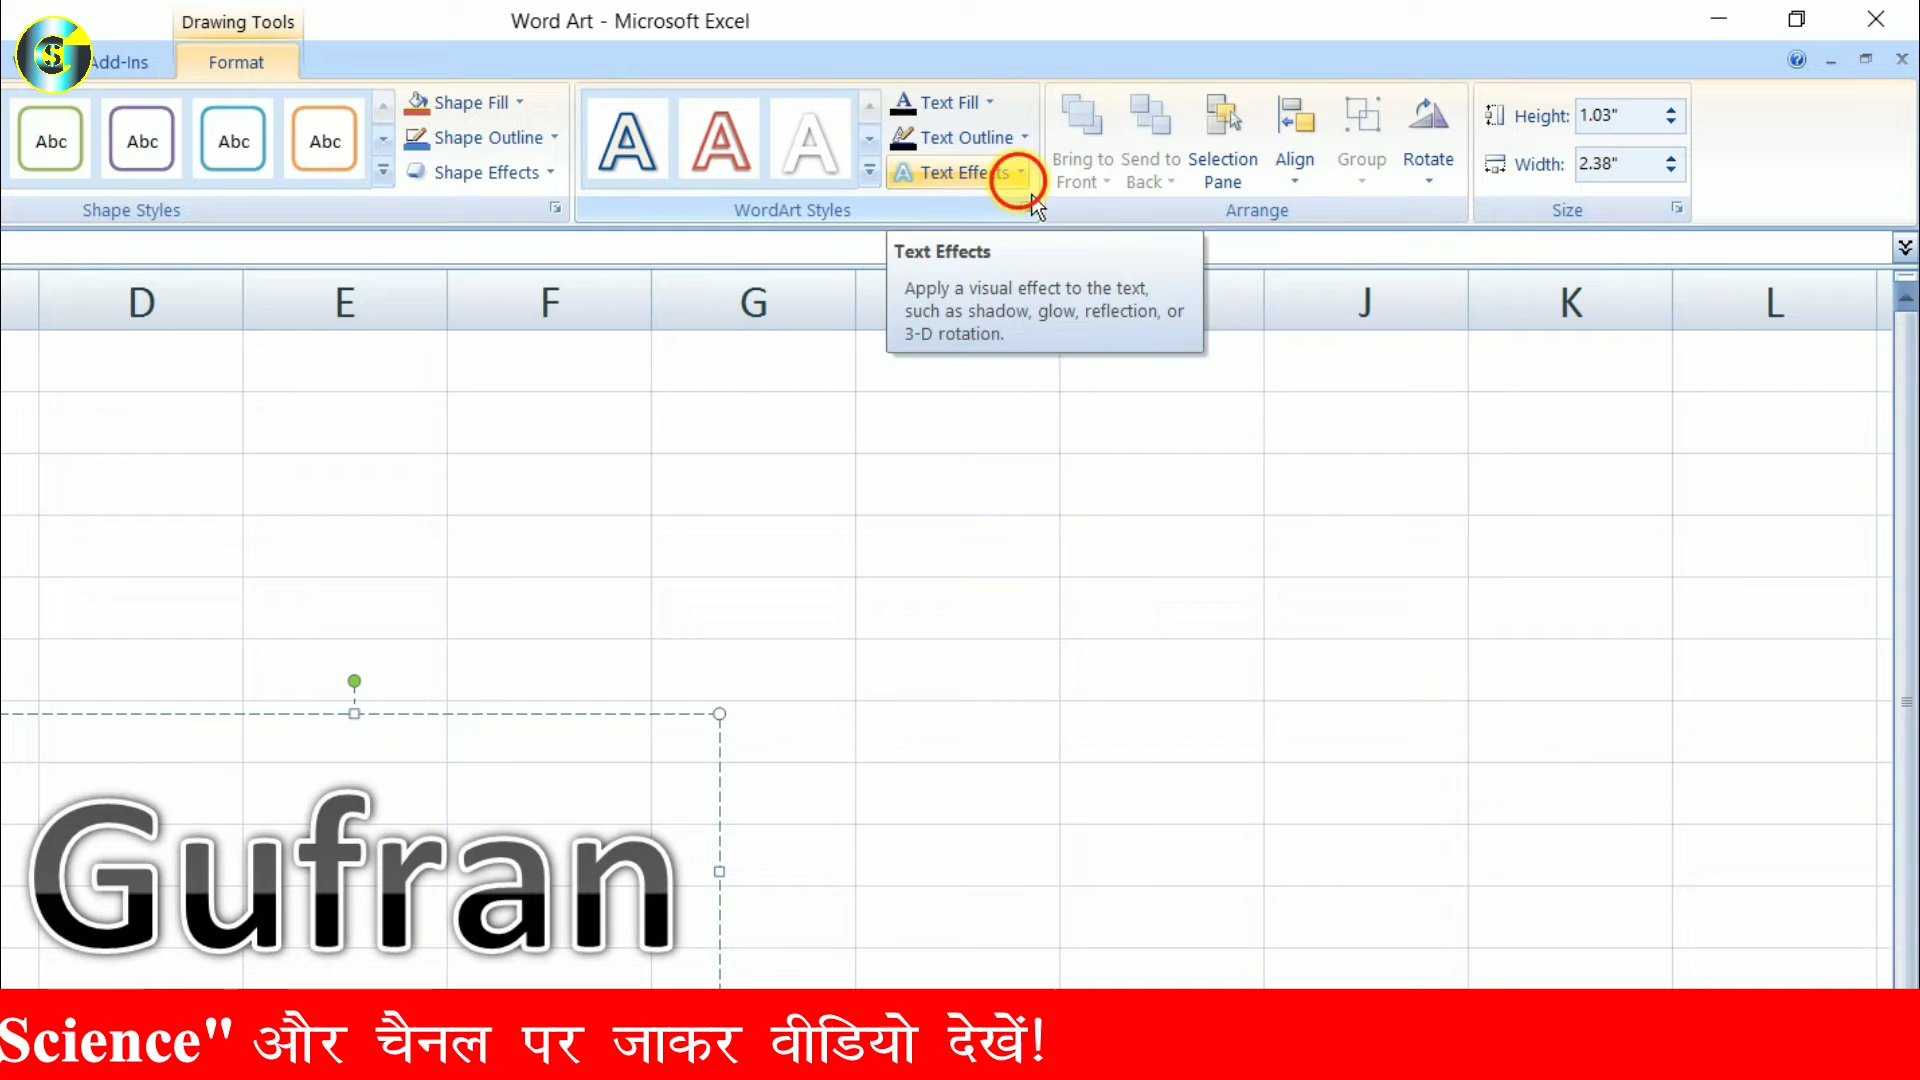 Drawing Tools
Word Art - Microsoft Excel
Add-Ins
Format
Abc
Abc
Abc
Abc
Shape Fill
Shape Outline
Shape Effects
Shape Styles
A
A
A
Text Fill
Text Outline
Text Effects
WordArt Styles
Bring to
Front
Send to
Back
Selection
Pane
Align
Group
Rotate
Arrange
Height:
1.03"
Width:
2.38"
Size
Text Effects
Apply a visual effect to the text,
such as shadow, glow, reflection, or
3-D rotation.
D
E
F
G
J
K
L
Gufran
Science" और चैनल पर जाकर वीडियो देखें!